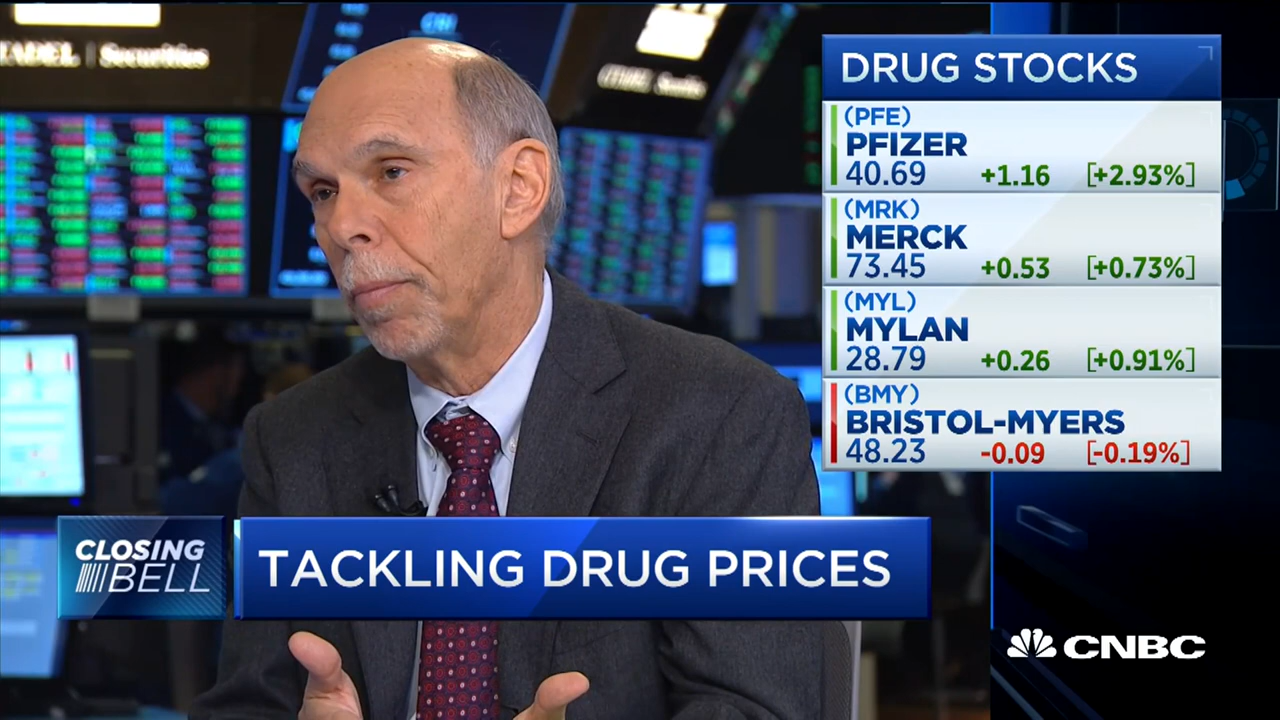 TADEL | Securities
DRUG STOCKS
(PFE)
PFIZER
40.69 +1.16 [+2.93%]
(MRK)
MERCK
73.45 +0.53 [+0.73%]
(MYL)
MYLAN
28.79 +0.26 [+0.91%]
(BMY)
BRISTOL-MYERS
48.23 -0.09 [-0.19%]
CLOSING
BELL
TACKLING DRUG PRICES
CNBC